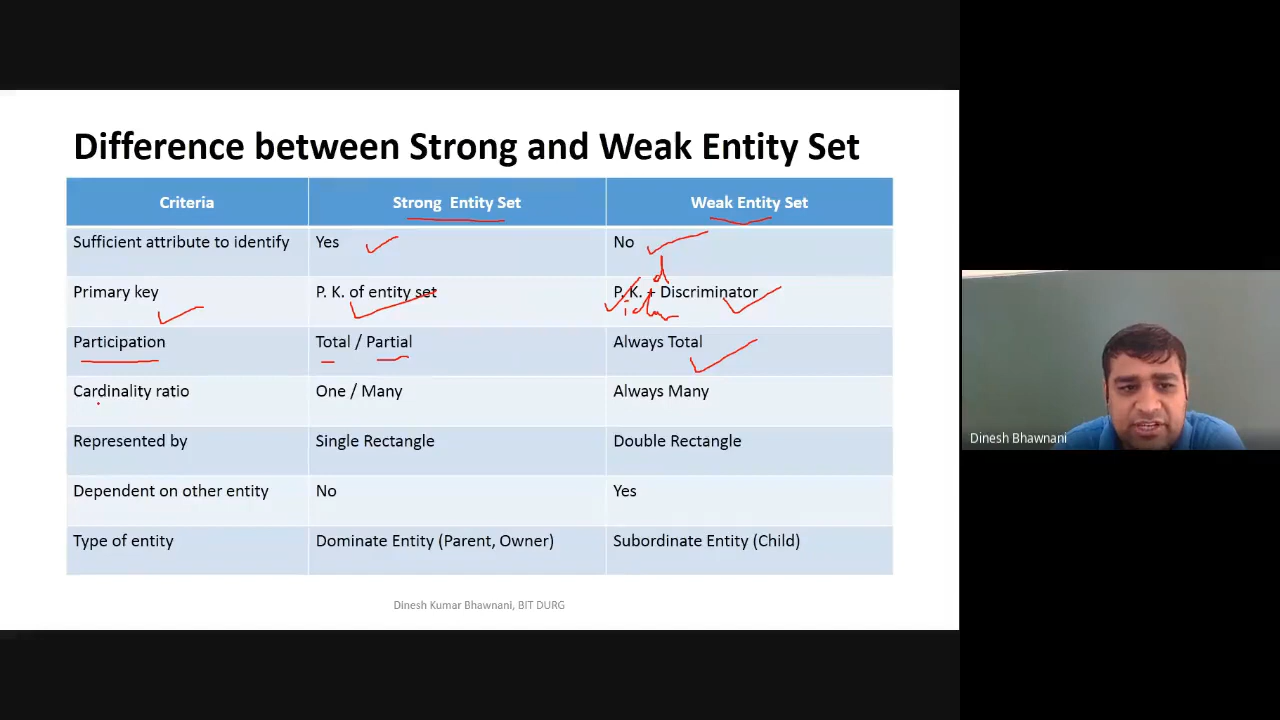 Difference between Strong and Weak Entity Set
Criteria Strong Entity Set Weak Entity Set
Sufficient attribute to identify Yes No
Primary key P. K. of entity set P. K. + Discriminator
Participation Total / Partial Always Total
Cardinality ratio One / Many Always Many
Represented by Single Rectangle Double Rectangle
Dependent on other entity No Yes
Type of entity Dominate Entity (Parent, Owner) Subordinate Entity (Child)
Dinesh Kumar Bhawnani, BIT DURG
Dinesh Bhawnani